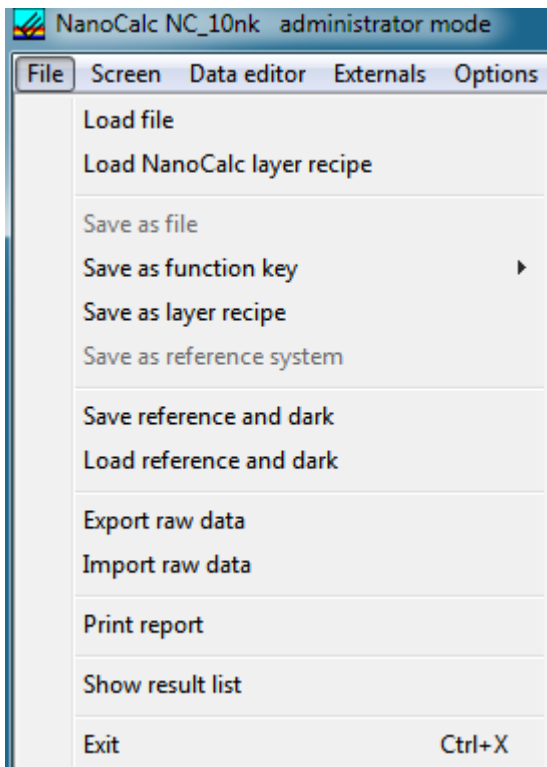 NanoCalc NC_10nk administrator mode
File Screen Data editor Externals Options
Load file
Load NanoCalc layer recipe
Save as file
Save as function key
Save as layer recipe
Save as reference system
Save reference and dark
Load reference and dark
Export raw data
Import raw data
Print report
Show result list
Exit Ctrl+X